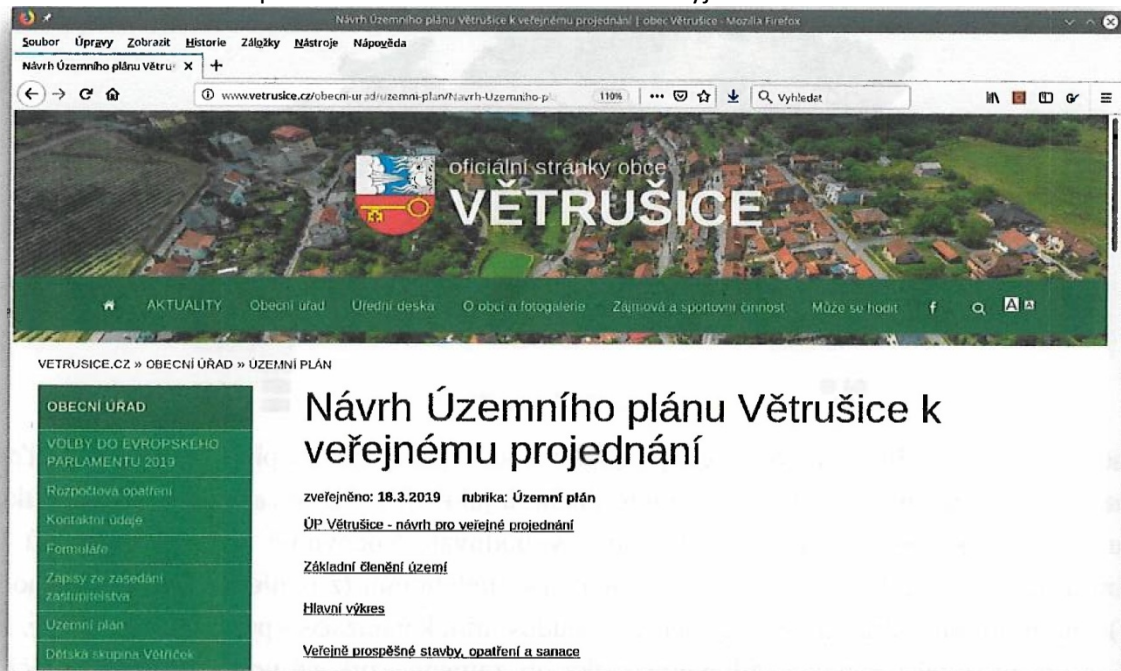 Návrh Územního plánu Větrušice k veřejnému projednání | obec Větrušice - Mozilla Firefox
Soubor Úpravy Zobrazit Historie Záložky Nástroje Nápověda
Návrh Územního plánu Větru
www.vetrusice.cz/obecni-urad/uzemni-plan/Navrh-Uzemniho-pl 110% Vyhledat
oficiální stránky obce
VĚTRUŠICE
AKTUALITY Obecní úřad Úřední deska O obci a fotogalerie Zájmová a sportovní činnost Může se hodit f A A
VETRUSICE.CZ » OBECNÍ ÚŘAD » ÚZEMNÍ PLÁN
OBECNÍ ÚŘAD
VOLBY DO EVROPSKÉHO
PARLAMENTU 2019
Rozpočtová opatření
Kontaktní údaje
Formuláře
Zápisy ze zasedání
zastupitelstva
Územní plán
Dětská skupina Větříček
Návrh Územního plánu Větrušice k
veřejnému projednání
zveřejněno: 18.3.2019 rubrika: Územní plán
ÚP Větrušice - návrh pro veřejné projednání
Základní členění území
Hlavní výkres
Veřejně prospěšné stavby, opatření a sanace